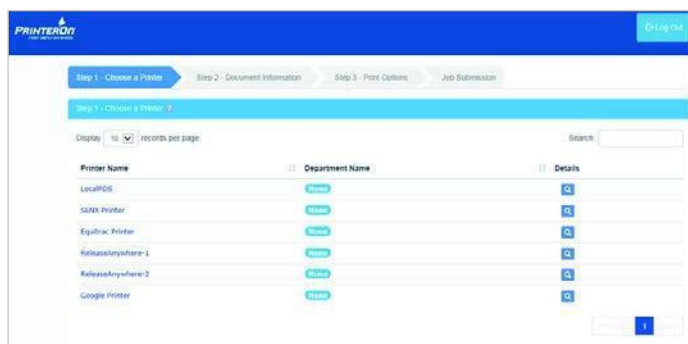 PRINTERON
Log Out
Step 1 - Choose a Printer
Step 2 - Document Information
Step 3 - Print Options
Job Submission
Step 1 - Choose a Printer ?
Display 10 records per page
Search:
Printer Name Department Name Details
LocalPDS None
SLNX Printer None
Equitrac Printer None
ReleaseAnywhere-1 None
ReleaseAnywhere-2 None
Google Printer None
1